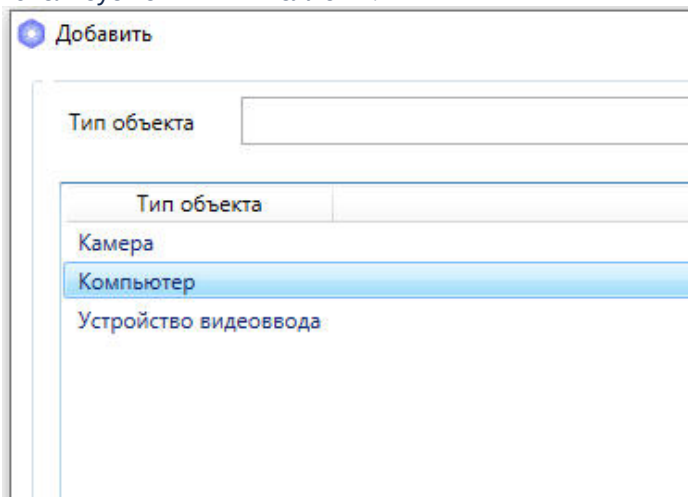 Добавить
Тип объекта
Тип объекта
Камера
Компьютер
Устройство видеоввода